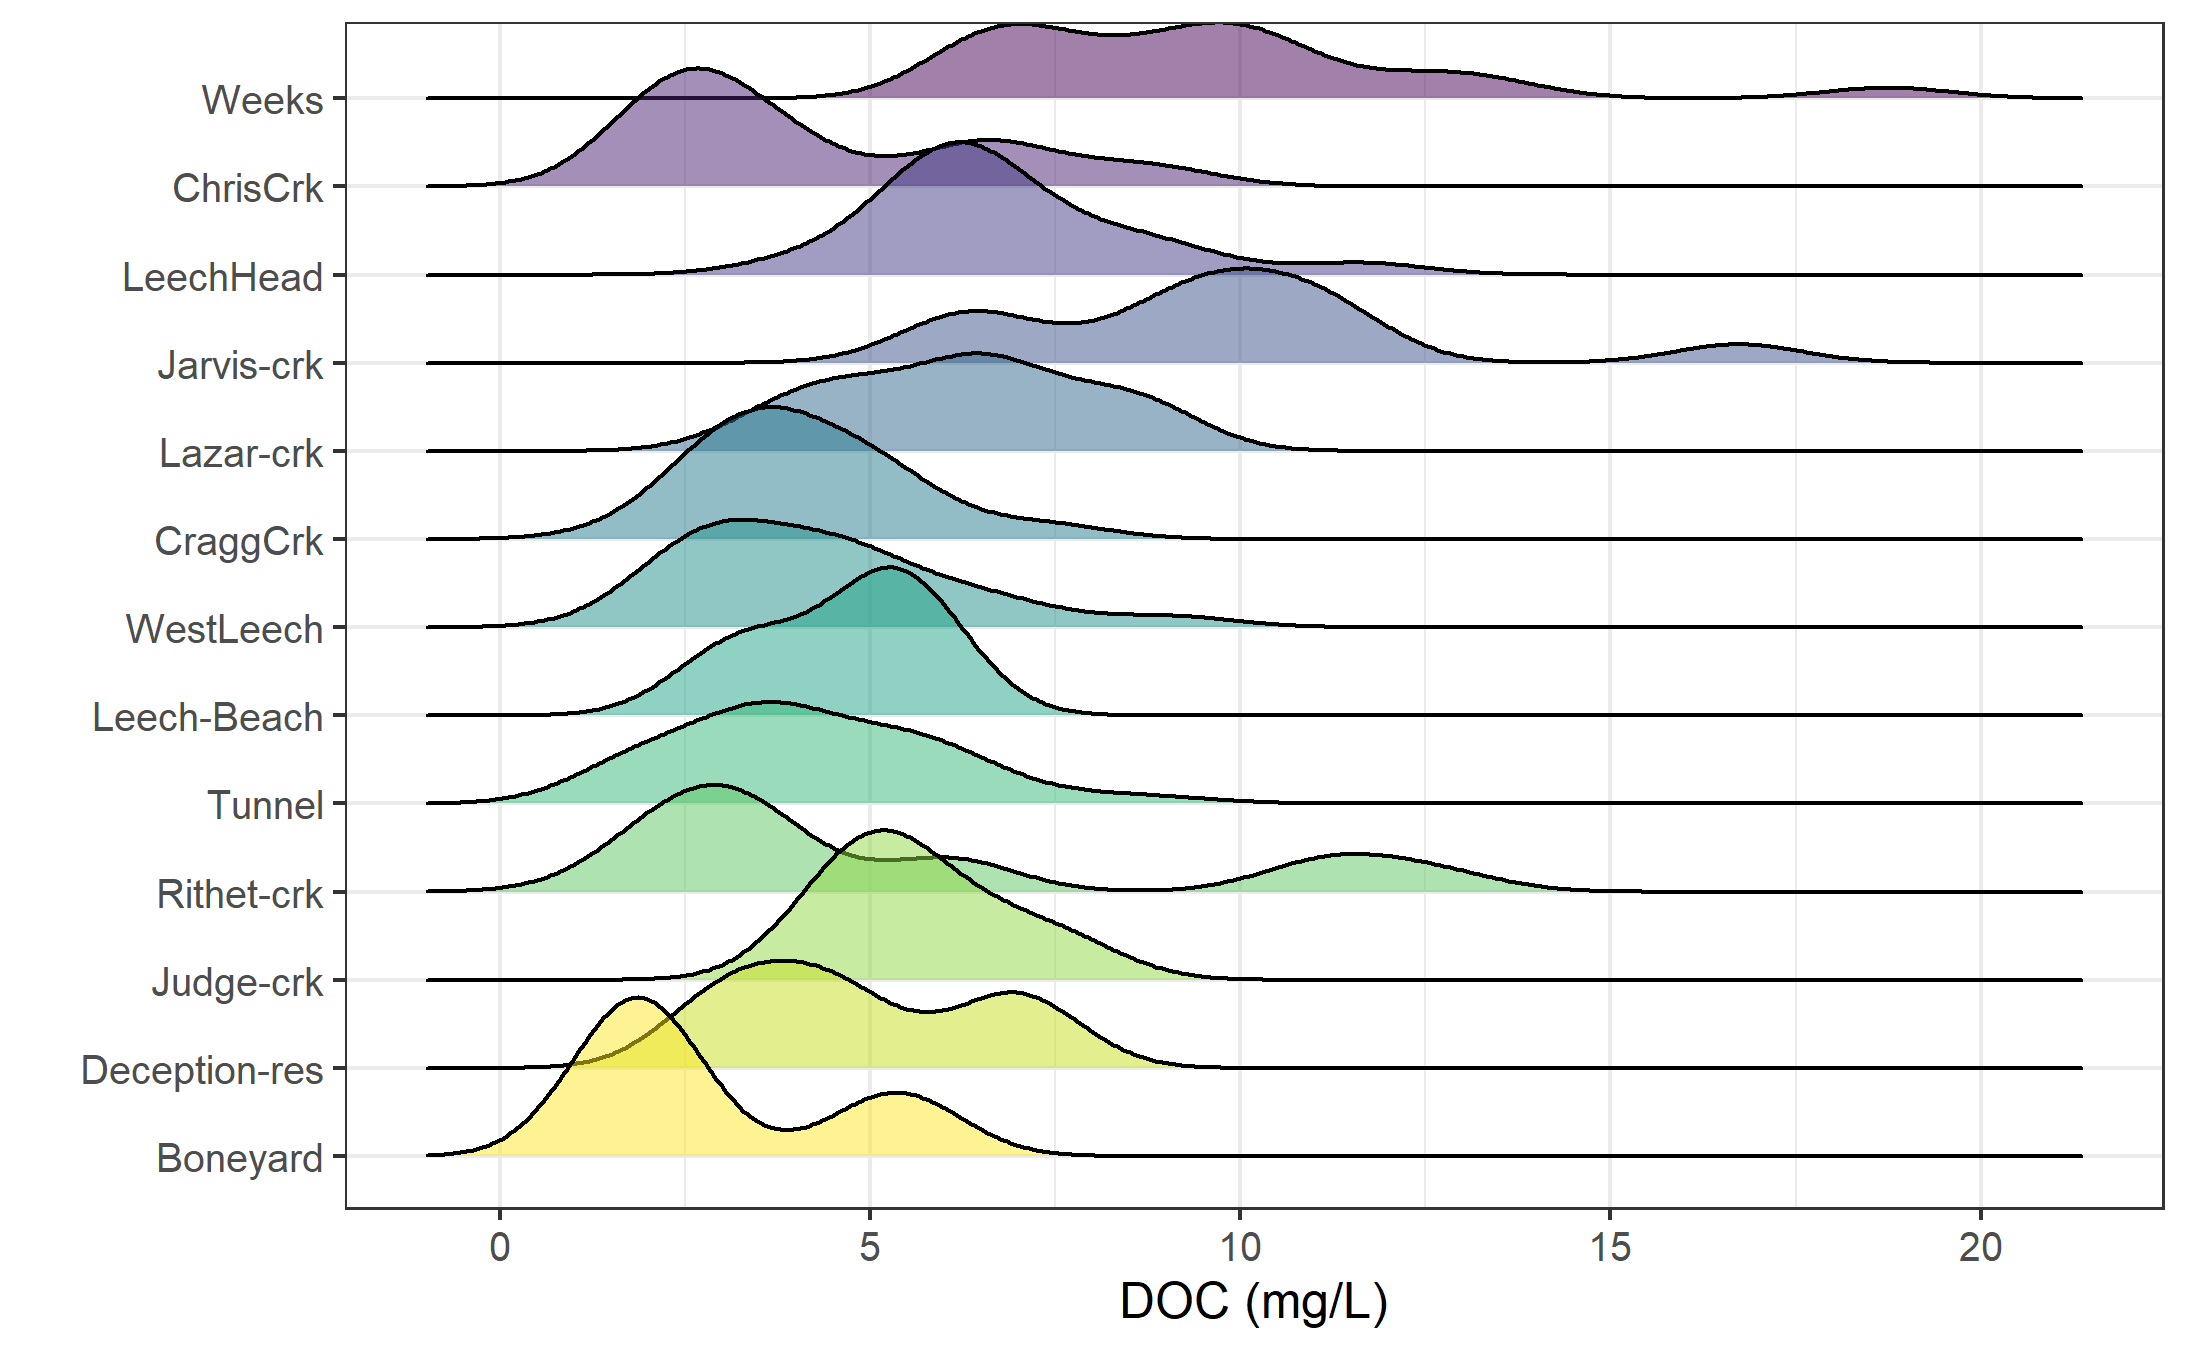 Weeks
ChrisCrk
LeechHead
Jarvis-crk
Lazar-crk
CraggCrk
WestLeech
Leech-Beach
Tunnel
Rithet-crk
Judge-crk
Deception-res
Boneyard
0 5 10 15 20
DOC (mg/L)